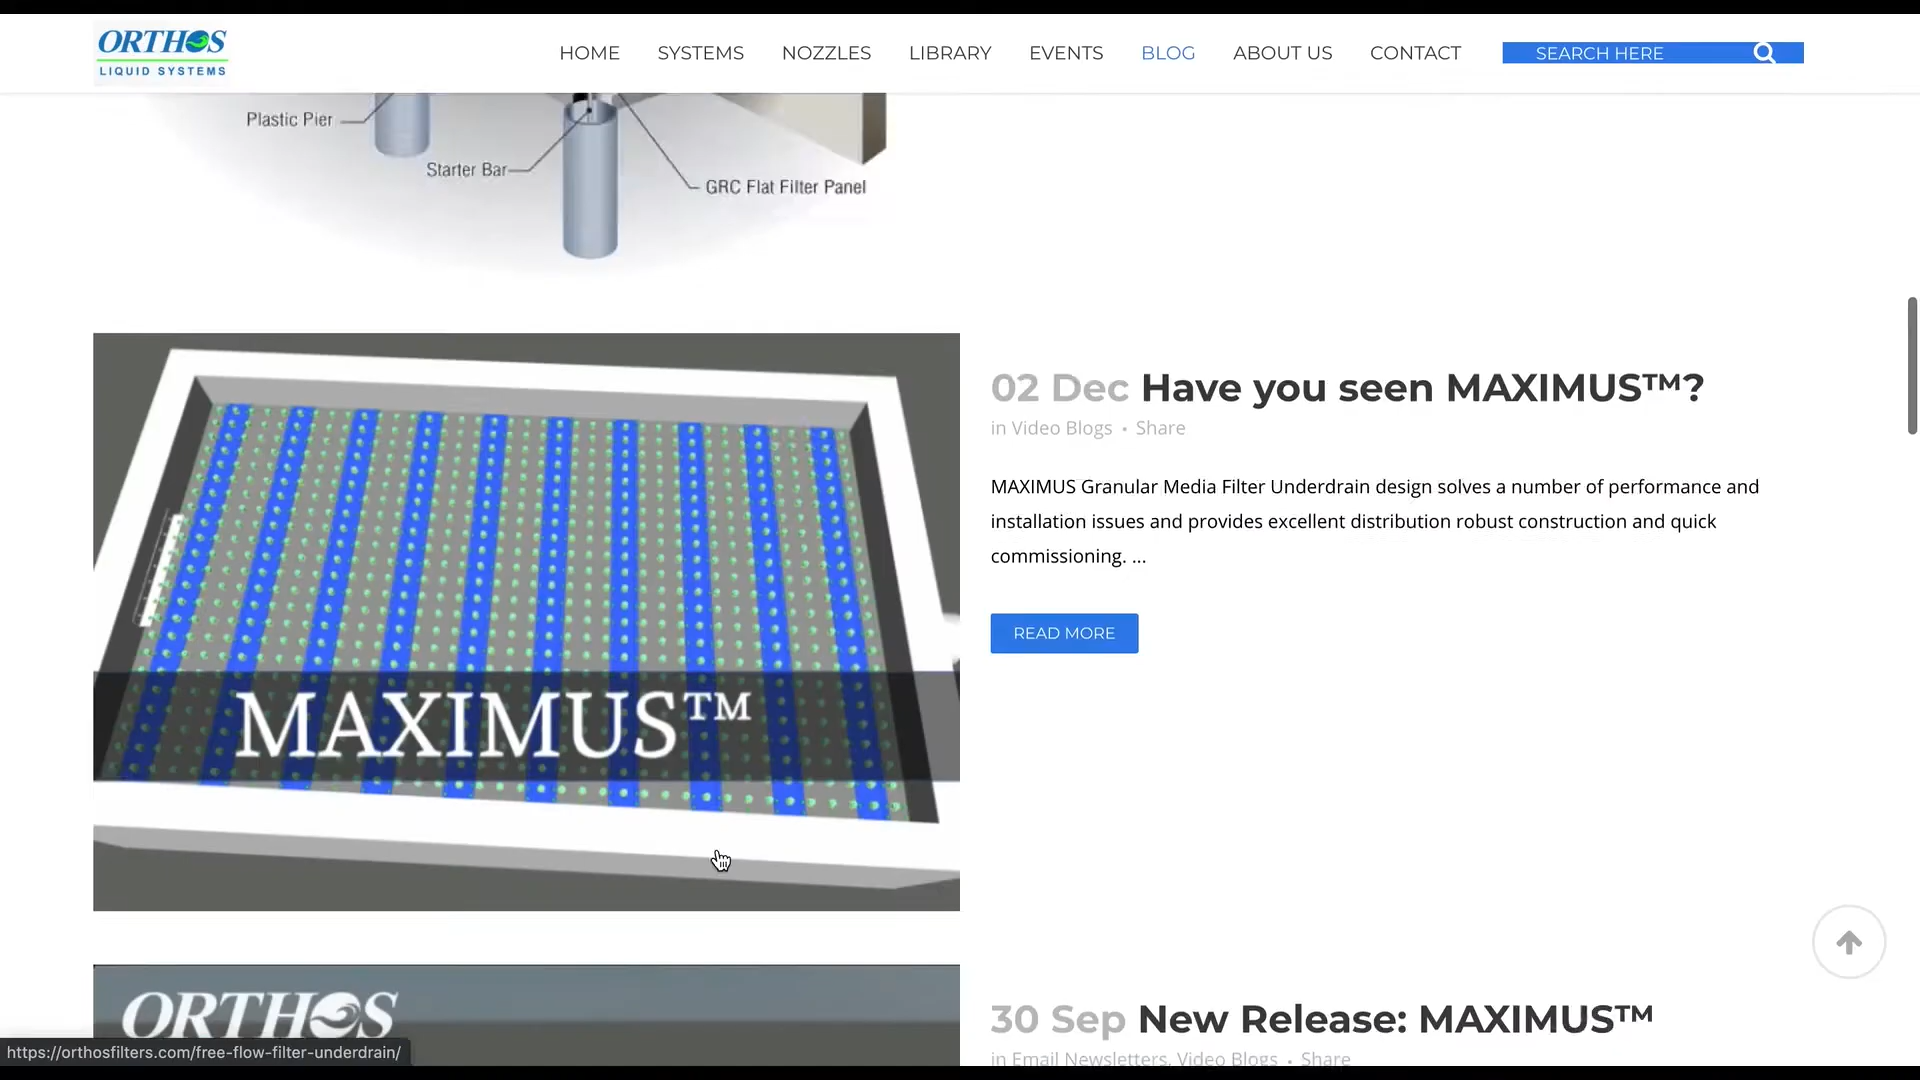 ORTHOS
LIQUID SYSTEMS
HOME
SYSTEMS
NOZZLES
LIBRARY
EVENTS
BLOG
ABOUT US
CONTACT
SEARCH HERE
Plastic Pier
Starter Bar
GRC Flat Filter Panel
MAXIMUS™
02 Dec Have you seen MAXIMUS™?
in Video Blogs • Share
MAXIMUS Granular Media Filter Underdrain design solves a number of performance and
installation issues and provides excellent distribution robust construction and quick
commissioning. ...
READ MORE
ORTHOS
30 Sep New Release: MAXIMUS™
in Email Newsletters, Video Blogs • Share
https://orthosfilters.com/free-flow-filter-underdrain/